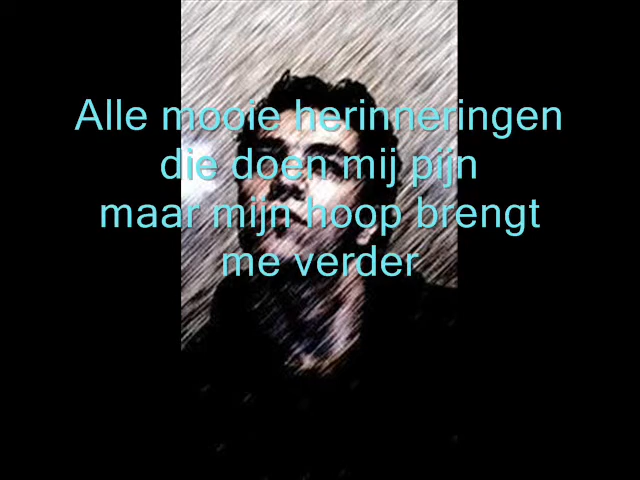 Alle mooie herinneringen
die doen mij pijn
maar mijn hoop brengt
me verder